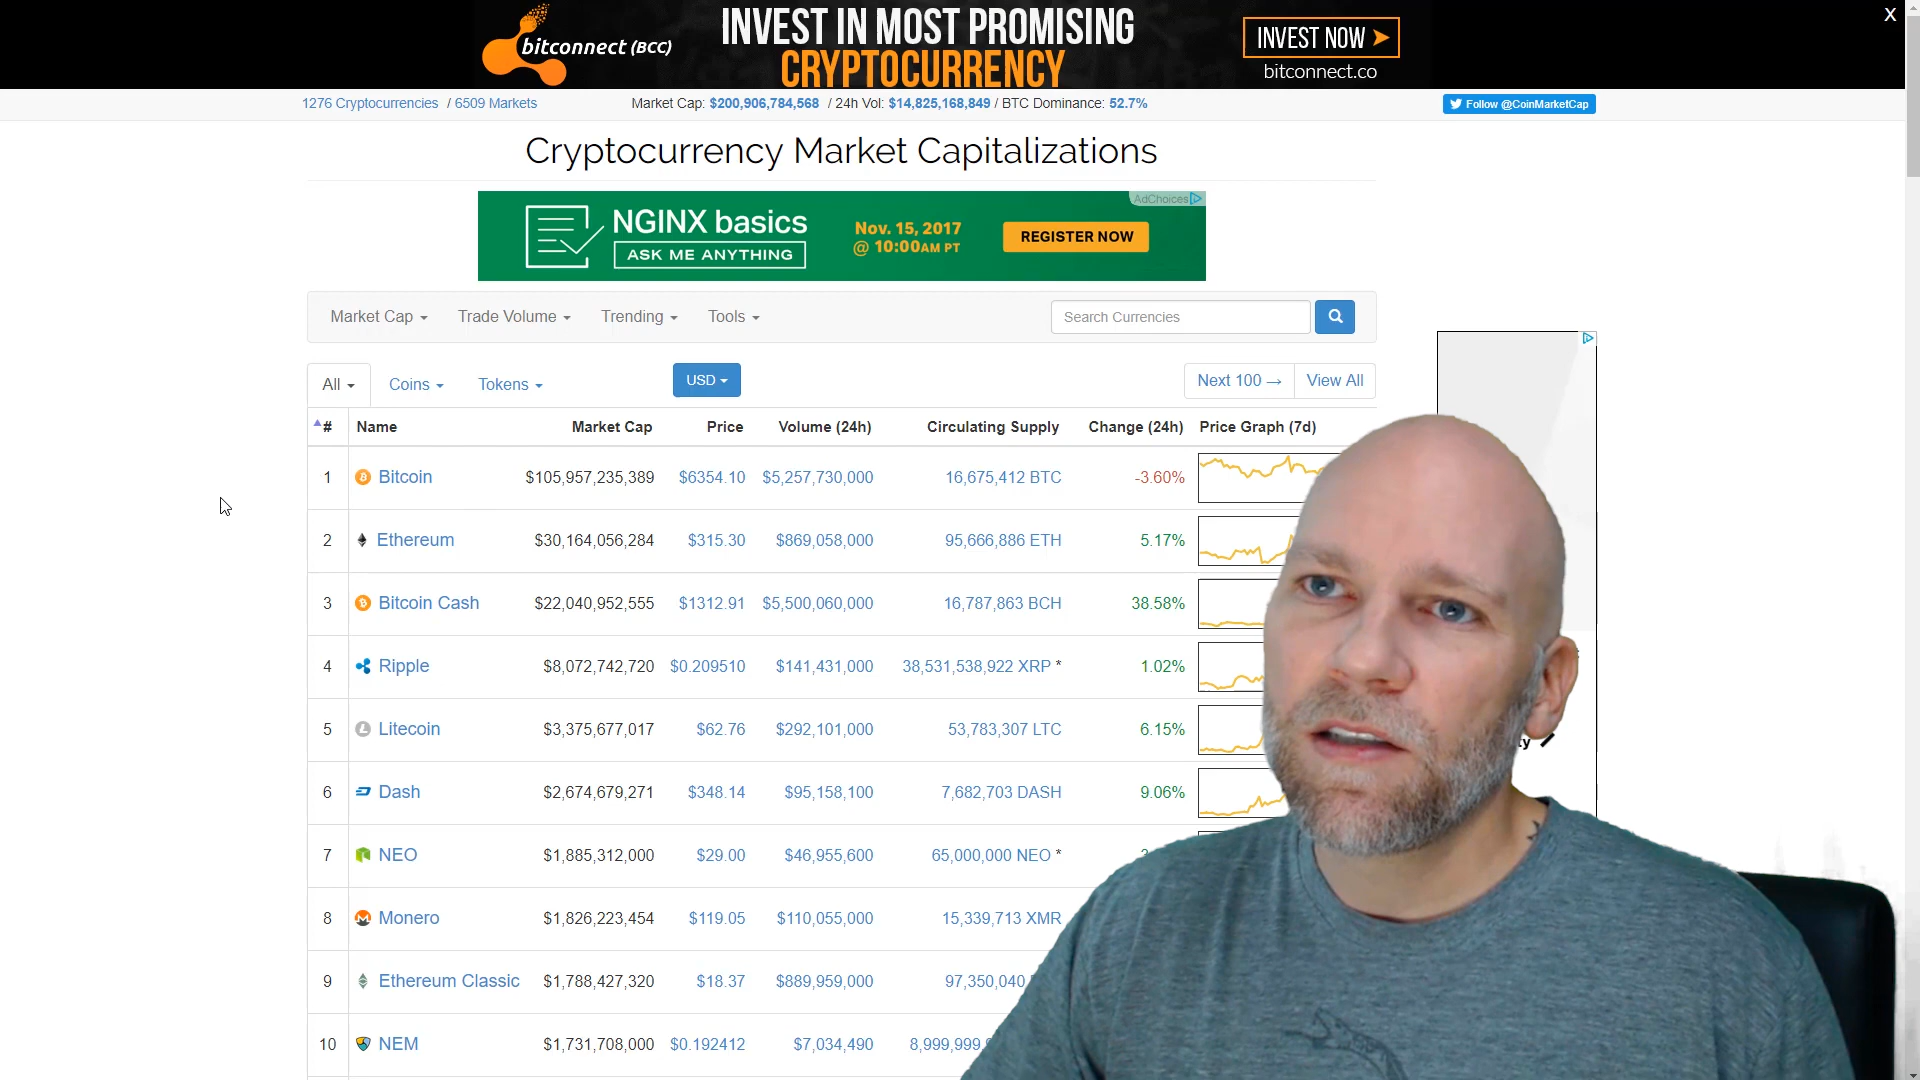 bitconnect (BCC)
INVEST IN MOST PROMISING
CRYPTOCURRENCY
INVEST NOW
bitconnect.co
X
1276 Cryptocurrencies / 6509 Markets
Market Cap: $200,906,784,568 / 24h Vol: $14,825,168,849 / BTC Dominance: 52.7%
Follow @CoinMarketCap
Cryptocurrency Market Capitalizations
AdChoices
NGINX basics
ASK ME ANYTHING
Nov. 15, 2017
@ 10:00AM PT
REGISTER NOW
Market Cap Trade Volume Trending Tools Search Currencies
All Coins Tokens USD Next 100 → View All
# Name Market Cap Price Volume (24h) Circulating Supply Change (24h) Price Graph (7d)
1 Bitcoin $105,957,235,389 $6354.10 $5,257,730,000 16,675,412 BTC -3.60%
2 Ethereum $30,164,056,284 $315.30 $869,058,000 95,666,886 ETH 5.17%
3 Bitcoin Cash $22,040,952,555 $1312.91 $5,500,060,000 16,787,863 BCH 38.58%
4 Ripple $8,072,742,720 $0.209510 $141,431,000 38,531,538,922 XRP * 1.02%
5 Litecoin $3,375,677,017 $62.76 $292,101,000 53,783,307 LTC 6.15%
6 Dash $2,674,679,271 $348.14 $95,158,100 7,682,703 DASH 9.06%
7 NEO $1,885,312,000 $29.00 $46,955,600 65,000,000 NEO *
8 Monero $1,826,223,454 $119.05 $110,055,000 15,339,713 XMR
9 Ethereum Classic $1,788,427,320 $18.37 $889,959,000 97,350,040
10 NEM $1,731,708,000 $0.192412 $7,034,490 8,999,999